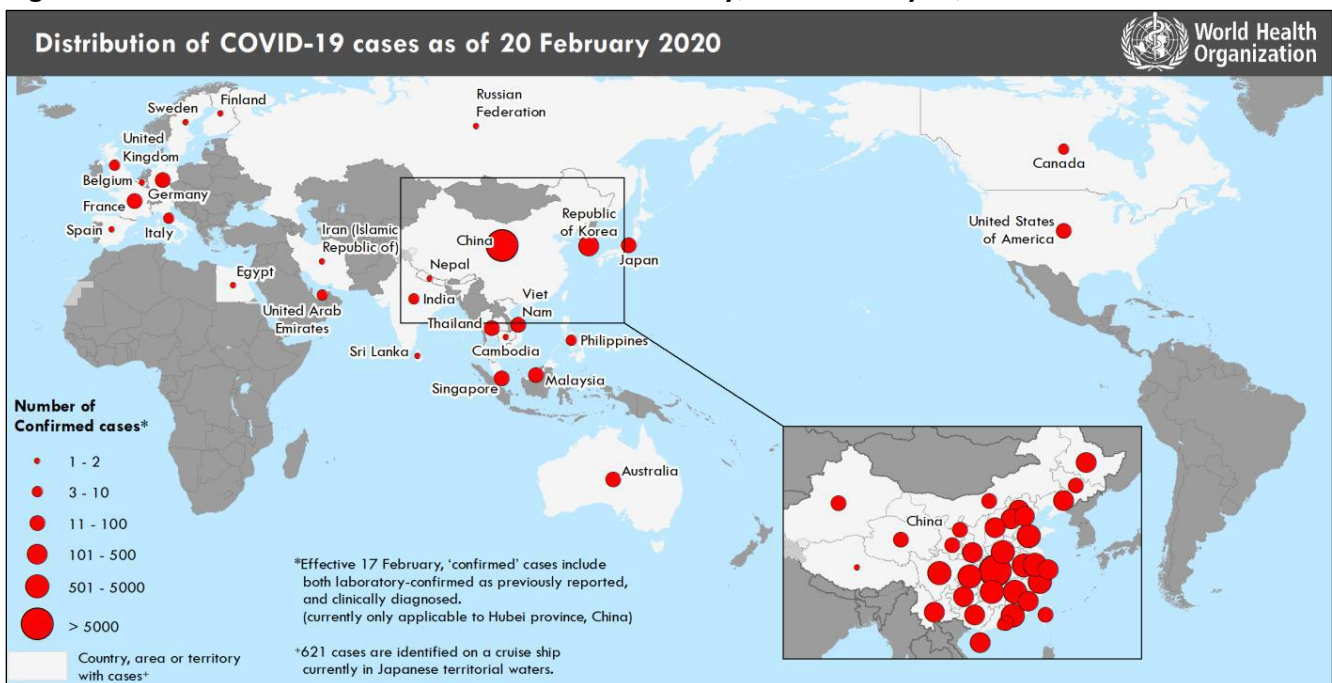 Distribution of COVID-19 cases as of 20 February 2020
World Health
Organization
Sweden
Finland
Russian
Federation
United
Kingdom
Belgium
Germany
France
Spain
Italy
Iran (Islamic
Republic of)
Egypt
United Arab
Emirates
China
Republic
of Korea
Japan
Nepal
India
Viet
Nam
Thailand
Cambodia
Philippines
Sri Lanka
Singapore
Malaysia
Australia
Canada
United States
of America
China
Number of
Confirmed cases*
1 - 2
3 - 10
11 - 100
101 - 500
501 - 5000
> 5000
Country, area or territory
with cases⁺
*Effective 17 February, 'confirmed' cases include
both laboratory-confirmed as previously reported,
and clinically diagnosed.
(currently only applicable to Hubei province, China)
⁺621 cases are identified on a cruise ship
currently in Japanese territorial waters.